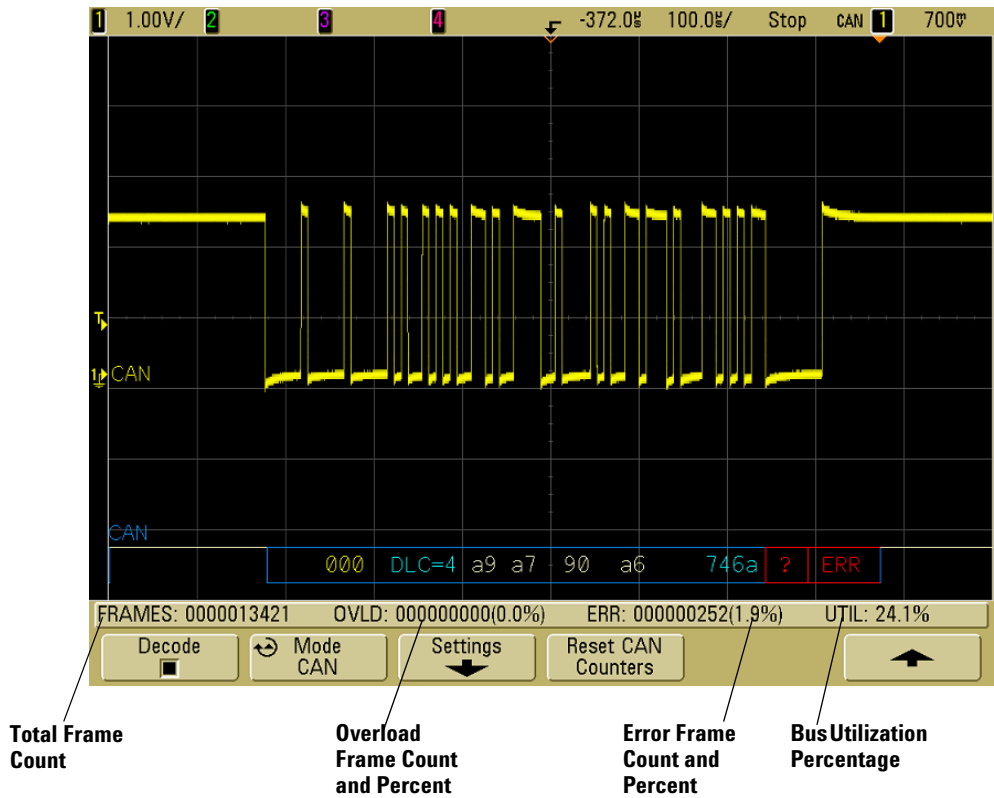 1 1.00V/ 2 3 4 -372.0µs 100.0µs/ Stop CAN 1 700mV
T
1 CAN
CAN
000 DLC=4 a9 a7 90 a6 746a ? ERR
FRAMES: 0000013421 OVLD: 000000000(0.0%) ERR: 000000252(1.9%) UTIL: 24.1%
Decode Mode CAN Settings Reset CAN Counters
Total Frame Count
Overload Frame Count and Percent
Error Frame Count and Percent
Bus Utilization Percentage